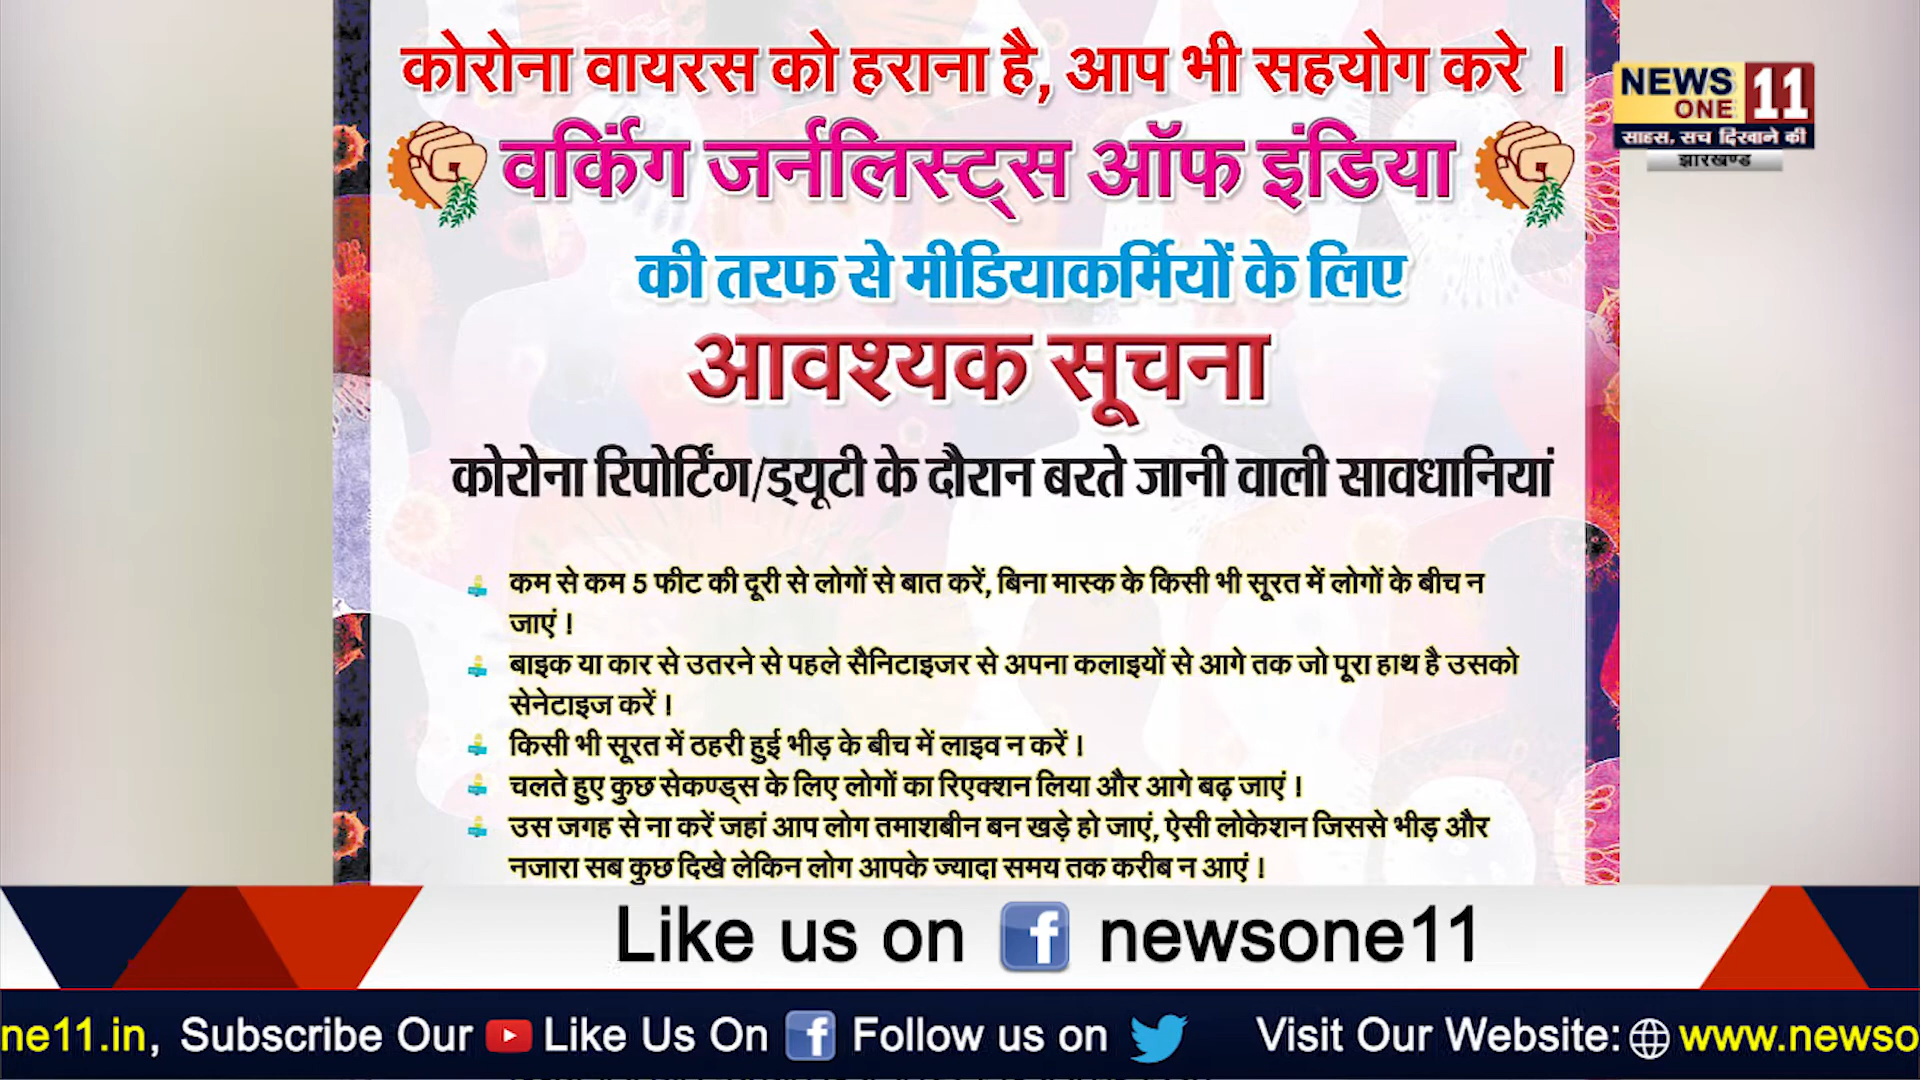 कोरोना वायरस को हराना है, आप भी सहयोग करे ।
NEWS
ONE 11
साहस, सच दिखाने की
झारखण्ड
वर्किंग जर्नलिस्ट्स ऑफ इंडिया
की तरफ से मीडियाकर्मियों के लिए
आवश्यक सूचना
कोरोना रिपोर्टिंग/ड्यूटी के दौरान बरते जानी वाली सावधानियां
कम से कम 5 फीट की दूरी से लोगों से बात करें, बिना मास्क के किसी भी सूरत में लोगों के बीच न
जाएं ।
बाइक या कार से उतरने से पहले सैनिटाइजर से अपना कलाइयों से आगे तक जो पूरा हाथ है उसको
सेनेटाइज करें ।
किसी भी सूरत में ठहरी हुई भीड़ के बीच में लाइव न करें ।
चलते हुए कुछ सेकण्ड्स के लिए लोगों का रिएक्शन लिया और आगे बढ़ जाएं ।
उस जगह से ना करें जहां आप लोग तमाशबीन बन खड़े हो जाएं, ऐसी लोकेशन जिससे भीड़ और
नजारा सब कुछ दिखे लेकिन लोग आपके ज्यादा समय तक करीब न आएं ।
Like us on f newsone11
ne11.in, Subscribe Our Like Us On f Follow us on Visit Our Website: www.newso